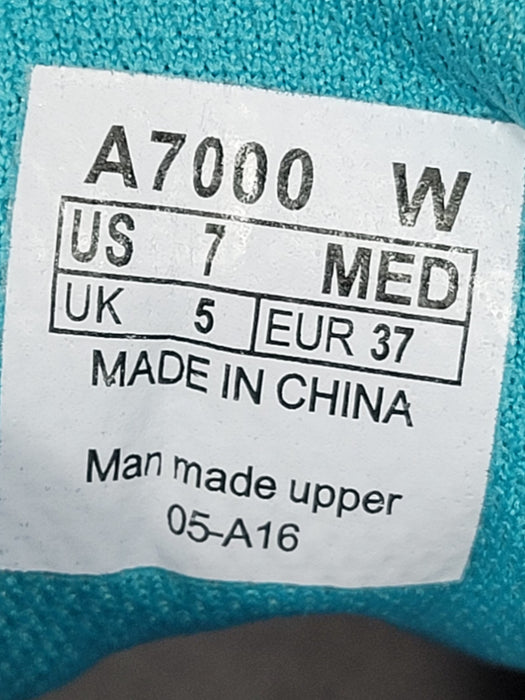 A7000 W
US 7 MED
UK 5 EUR 37
MADE IN CHINA
Man made upper
05-A16